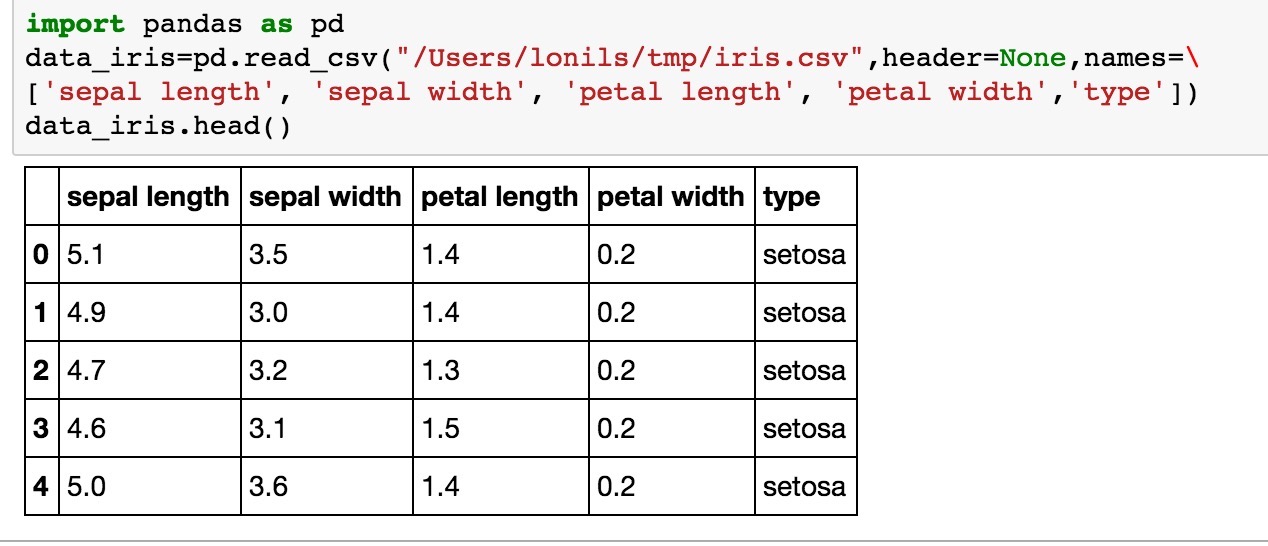 import pandas as pd
data_iris=pd.read_csv("/Users/lonils/tmp/iris.csv",header=None,names=\
['sepal length', 'sepal width', 'petal length', 'petal width','type'])
data_iris.head()
sepal length sepal width petal length petal width type
0 5.1 3.5 1.4 0.2 setosa
1 4.9 3.0 1.4 0.2 setosa
2 4.7 3.2 1.3 0.2 setosa
3 4.6 3.1 1.5 0.2 setosa
4 5.0 3.6 1.4 0.2 setosa